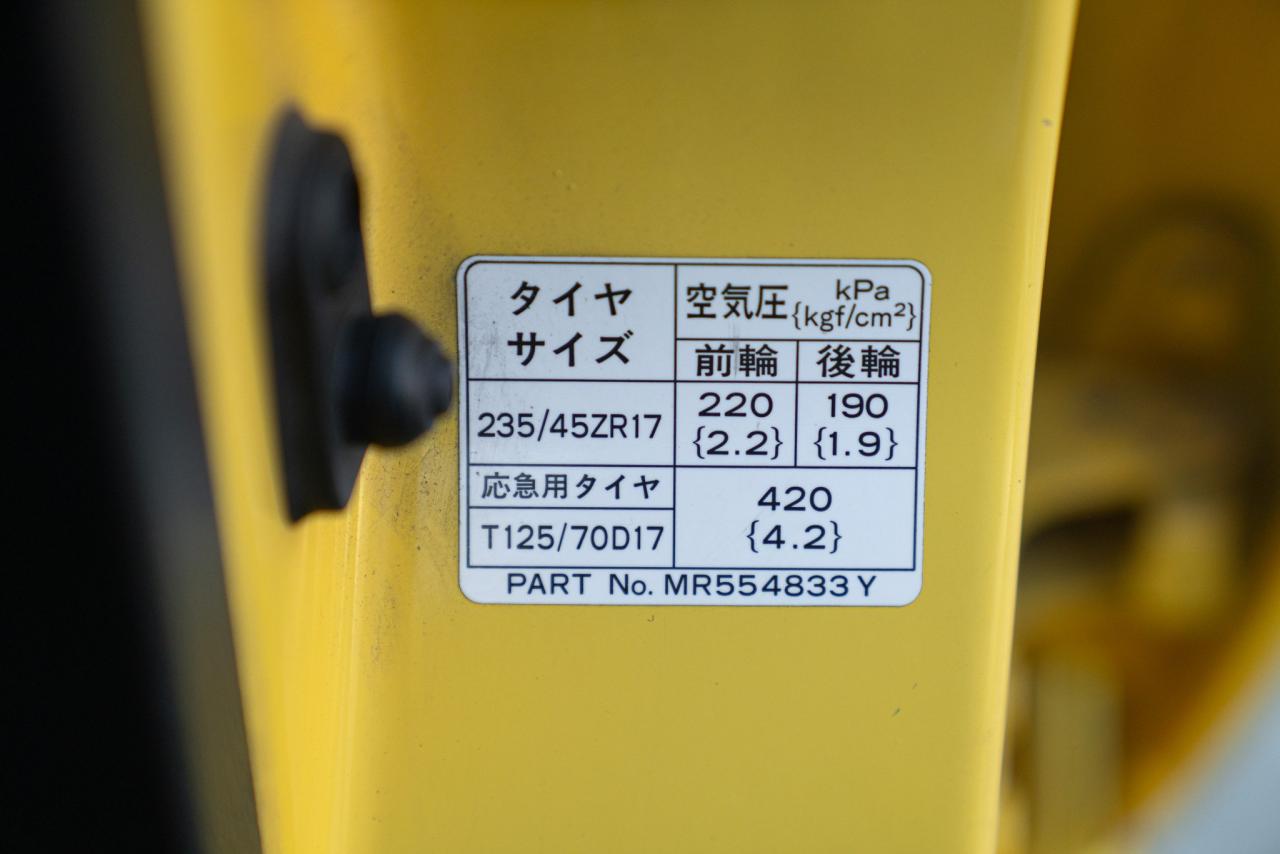 タイヤ
サイズ
空気圧 kPa
{kgf/cm²}
前輪 後輪
235/45ZR17
220 190
{2.2} {1.9}
応急用タイヤ
T125/70D17
420
{4.2}
PART No. MR554833Y